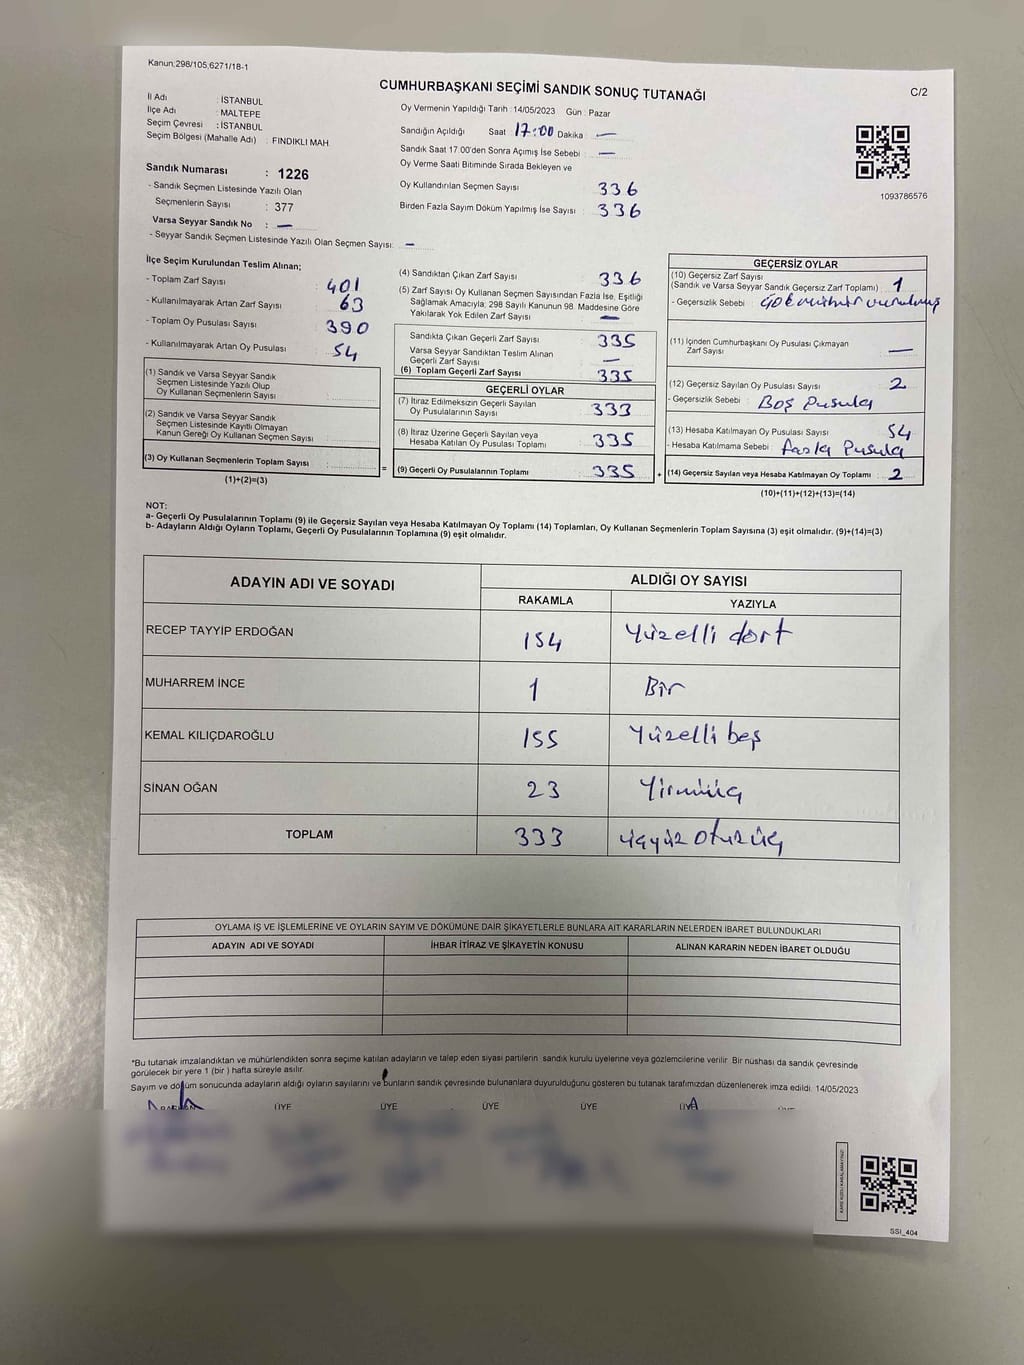 Kanun;298/105,6271/18-1
CUMHURBAŞKANI SEÇİMİ SANDIK SONUÇ TUTANAĞI
C/2
İl Adı : İSTANBUL
İlçe Adı : MALTEPE
Seçim Çevresi : İSTANBUL
Seçim Bölgesi (Mahalle Adı) : FINDIKLI MAH.
Oy Vermenin Yapıldığı Tarih : 14/05/2023 Gün : Pazar
Sandığın Açıldığı Saat 17:00 Dakika : —
Sandık Saat 17.00'den Sonra Açımış İse Sebebi : —
Oy Verme Saati Bitiminde Sırada Bekleyen ve
Oy Kullandırılan Seçmen Sayısı 336
Birden Fazla Sayım Döküm Yapılmış İse Sayısı : 336
1093786576
Sandık Numarası : 1226
- Sandık Seçmen Listesinde Yazılı Olan
Seçmenlerin Sayısı : 377
Varsa Seyyar Sandık No : —
- Seyyar Sandık Seçmen Listesinde Yazılı Olan Seçmen Sayısı: —
İlçe Seçim Kurulundan Teslim Alınan;
- Toplam Zarf Sayısı : 401
- Kullanılmayarak Artan Zarf Sayısı : 63
- Toplam Oy Pusulası Sayısı : 390
- Kullanılmayarak Artan Oy Pusulası : 54
(1) Sandık ve Varsa Seyyar Sandık
Seçmen Listesinde Yazılı Olup
Oy Kullanan Seçmenlerin Sayısı :
(2) Sandık ve Varsa Seyyar Sandık
Seçmen Listesinde Kayıtlı Olmayan
Kanun Gereği Oy Kullanan Seçmen Sayısı :
(3) Oy Kullanan Seçmenlerin Toplam Sayısı :
(1)+(2)=(3)
(4) Sandıktan Çıkan Zarf Sayısı : 336
(5) Zarf Sayısı Oy Kullanan Seçmen Sayısından Fazla İse, Eşitliği
Sağlamak Amacıyla; 298 Sayılı Kanunun 98. Maddesine Göre
Yakılarak Yok Edilen Zarf Sayısı : —
Sandıkta Çıkan Geçerli Zarf Sayısı : 335
Varsa Seyyar Sandıktan Teslim Alınan
Geçerli Zarf Sayısı : —
(6) Toplam Geçerli Zarf Sayısı : 335
GEÇERLİ OYLAR
(7) İtiraz Edilmeksizin Geçerli Sayılan
Oy Pusulalarının Sayısı : 333
(8) İtiraz Üzerine Geçerli Sayılan veya
Hesaba Katılan Oy Pusulası Toplamı : 335
= (9) Geçerli Oy Pusulalarının Toplamı : 335 +
GEÇERSİZ OYLAR
(10) Geçersiz Zarf Sayısı
(Sandık ve Varsa Seyyar Sandık Geçersiz Zarf Toplamı) : 1
- Geçersizlik Sebebi :
(11) İçinden Cumhurbaşkanı Oy Pusulası Çıkmayan
Zarf Sayısı : —
(12) Geçersiz Sayılan Oy Pusulası Sayısı : 2
- Geçersizlik Sebebi : Boş Pusula
(13) Hesaba Katılmayan Oy Pusulası Sayısı : 54
- Hesaba Katılmama Sebebi : fazla Pusula
(14) Geçersiz Sayılan veya Hesaba Katılmayan Oy Toplamı : 2
(10)+(11)+(12)+(13)=(14)
NOT:
a- Geçerli Oy Pusulalarının Toplamı (9) ile Geçersiz Sayılan veya Hesaba Katılmayan Oy Toplamı (14) Toplamları, Oy Kullanan Seçmenlerin Toplam Sayısına (3) eşit olmalıdır. (9)+(14)=(3)
b- Adayların Aldığı Oyların Toplamı, Geçerli Oy Pusulalarının Toplamına (9) eşit olmalıdır.
ADAYIN ADI VE SOYADI
ALDIĞI OY SAYISI
RAKAMLA YAZIYLA
RECEP TAYYİP ERDOĞAN 154 Yüzelli dört
MUHARREM İNCE 1 Bir
KEMAL KILIÇDAROĞLU 155 Yüzelli beş
SİNAN OĞAN 23 Yirmiüç
TOPLAM 333 üçyüz otuz üç
OYLAMA İŞ VE İŞLEMLERİNE VE OYLARIN SAYIM VE DÖKÜMÜNE DAİR ŞİKAYETLERLE BUNLARA AİT KARARLARIN NELERDEN İBARET BULUNDUKLARI
ADAYIN ADI VE SOYADI İHBAR İTİRAZ VE ŞİKAYETİN KONUSU ALINAN KARARIN NEDEN İBARET OLDUĞU
*Bu tutanak imzalandıktan ve mühürlendikten sonra seçime katılan adayların ve talep eden siyasi partilerin sandık kurulu üyelerine veya gözlemcilerine verilir. Bir nüshası da sandık çevresinde
görülecek bir yere 1 (bir) hafta süreyle asılır.
Sayım ve döküm sonucunda adayların aldığı oyların sayılarını ve bunların sandık çevresinde bulunanlara duyurulduğunu gösteren bu tutanak tarafımızdan düzenlenerek imza edildi. 14/05/2023
ÜYE ÜYE ÜYE ÜYE ÜYE
SSİ_404